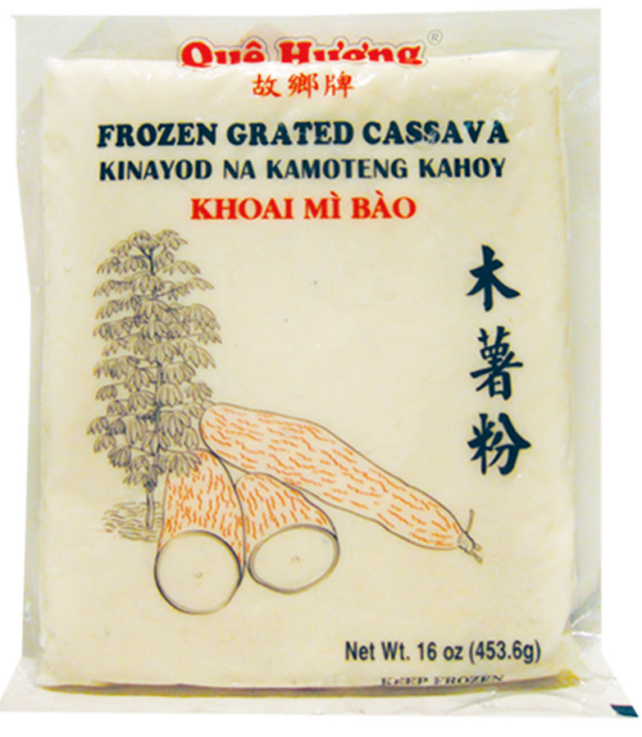 Quê Hương®
故鄉牌
FROZEN GRATED CASSAVA
KINAYOD NA KAMOTENG KAHOY
KHOAI MÌ BÀO
木薯粉
Net Wt. 16 oz (453.6g)
KEEP FROZEN